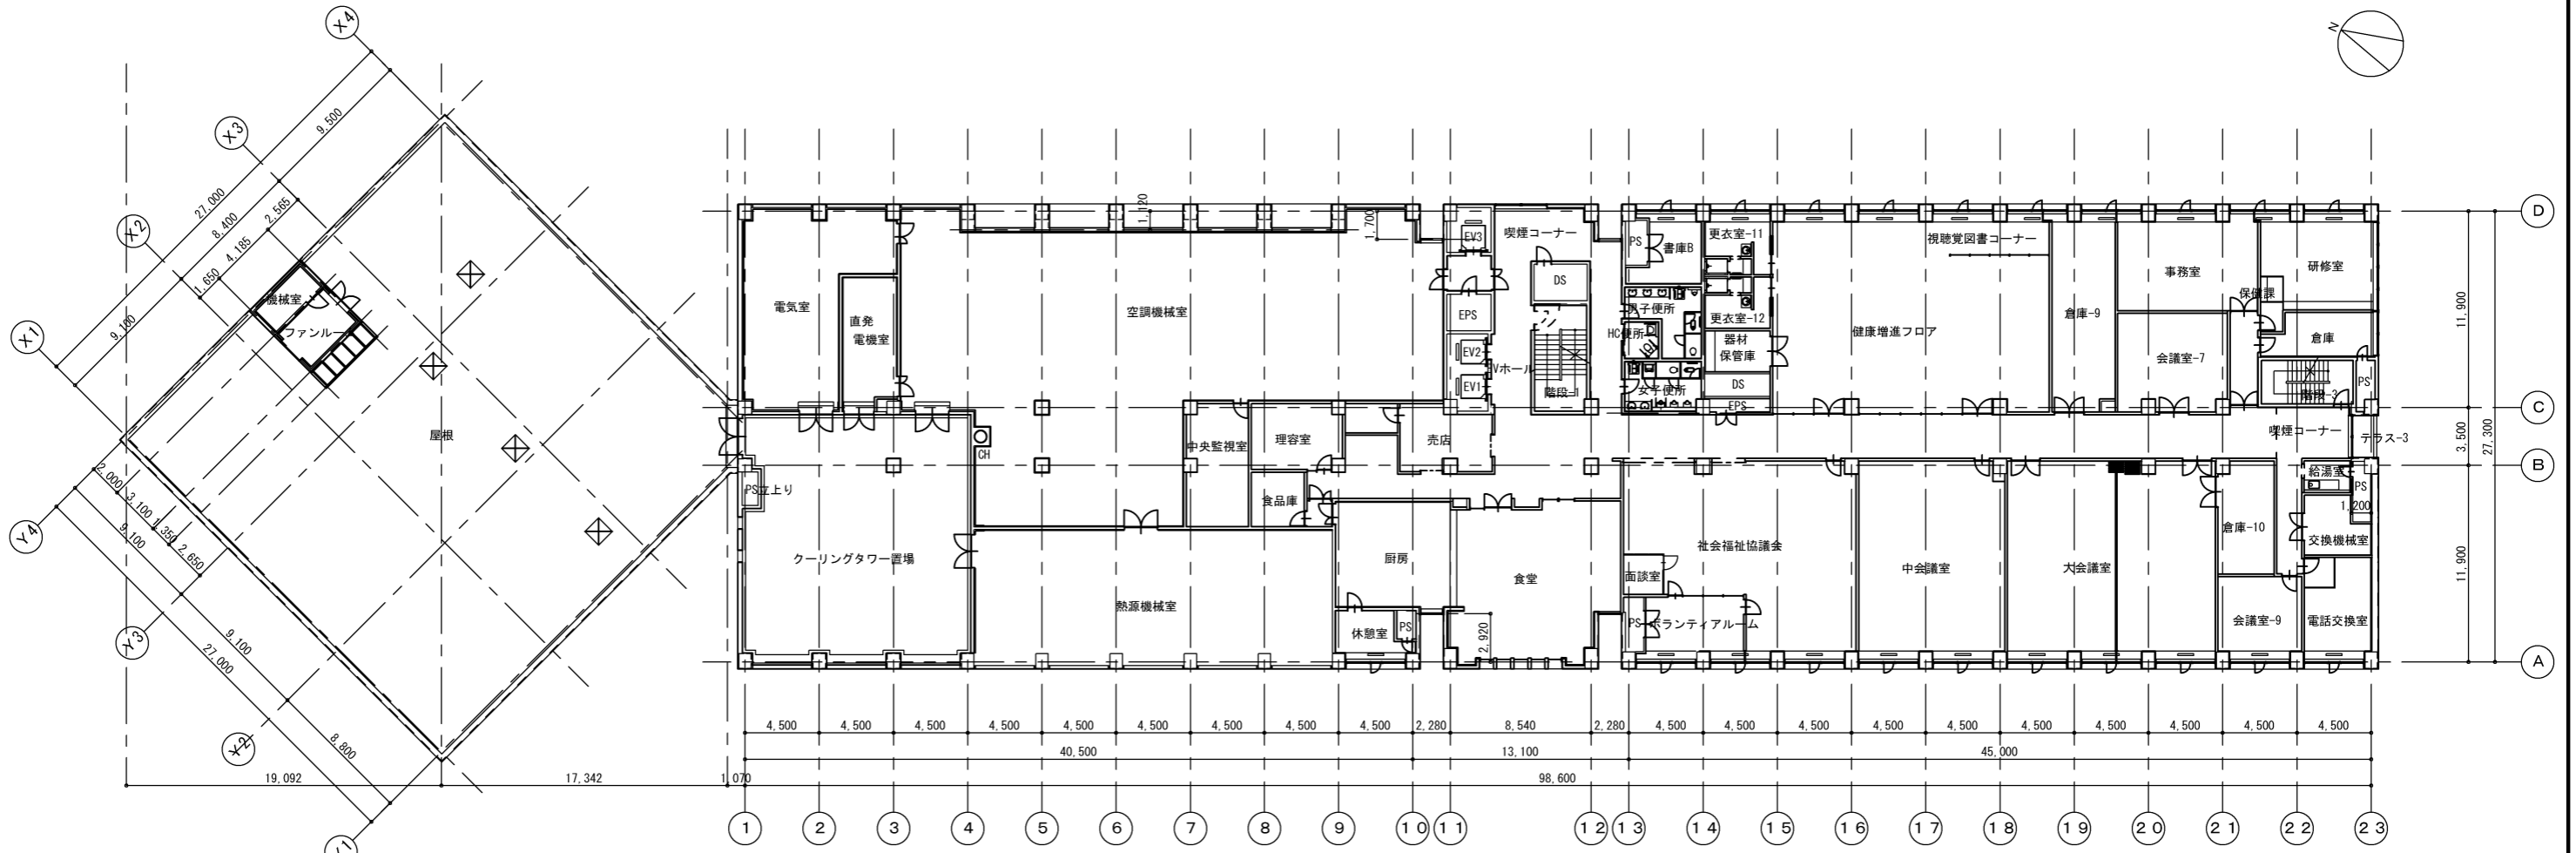 X4
N
X3
9,500
27,000
X2
8,400
2,565
4,185
1,650
X1
9,100
機械室
ファンルー
屋根
2,000
3,100
1,350
2,650
Y4
9,100
Y3
9,100
27,000
8,800
19,092
17,342
1,070
1,120
1,700
電気室
直発
電機室
空調機械室
EV3
喫煙コーナー
DS
EPS
EV2
Vホール
EV1
階段-1
PS
書庫B
更衣室-11
男子便所
更衣室-12
HC便所
器材
保管庫
女子便所
DS
EPS
視聴覚図書コーナー
健康増進フロア
倉庫-9
事務室
保健課
研修室
会議室-7
倉庫
階段-3
PS
D
11,900
C
3,500
27,300
B
11,900
A
CH
中央監視室
理容室
売店
喫煙コーナー
テラス-3
PS立上り
食品庫
給湯室
PS
1,200
クーリングタワー置場
厨房
食堂
社会福祉協議会
中会議室
大会議室
倉庫-10
交換機械室
面談室
熱源機械室
休憩室
PS
2,920
PS
ボランティアルーム
会議室-9
電話交換室
4,500 4,500 4,500 4,500 4,500 4,500 4,500 4,500 4,500 2,280 8,540 2,280 4,500 4,500 4,500 4,500 4,500 4,500 4,500 4,500 4,500 4,500
40,500 13,100 45,000
98,600
1 2 3 4 5 6 7 8 9 10 11 12 13 14 15 16 17 18 19 20 21 22 23